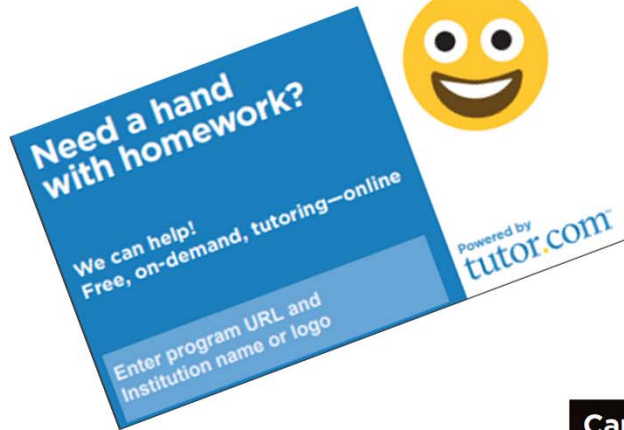 Need a hand
with homework?
We can help!
Free, on-demand, tutoring—online
Enter program URL and
Institution name or logo
Powered by
tutor.com